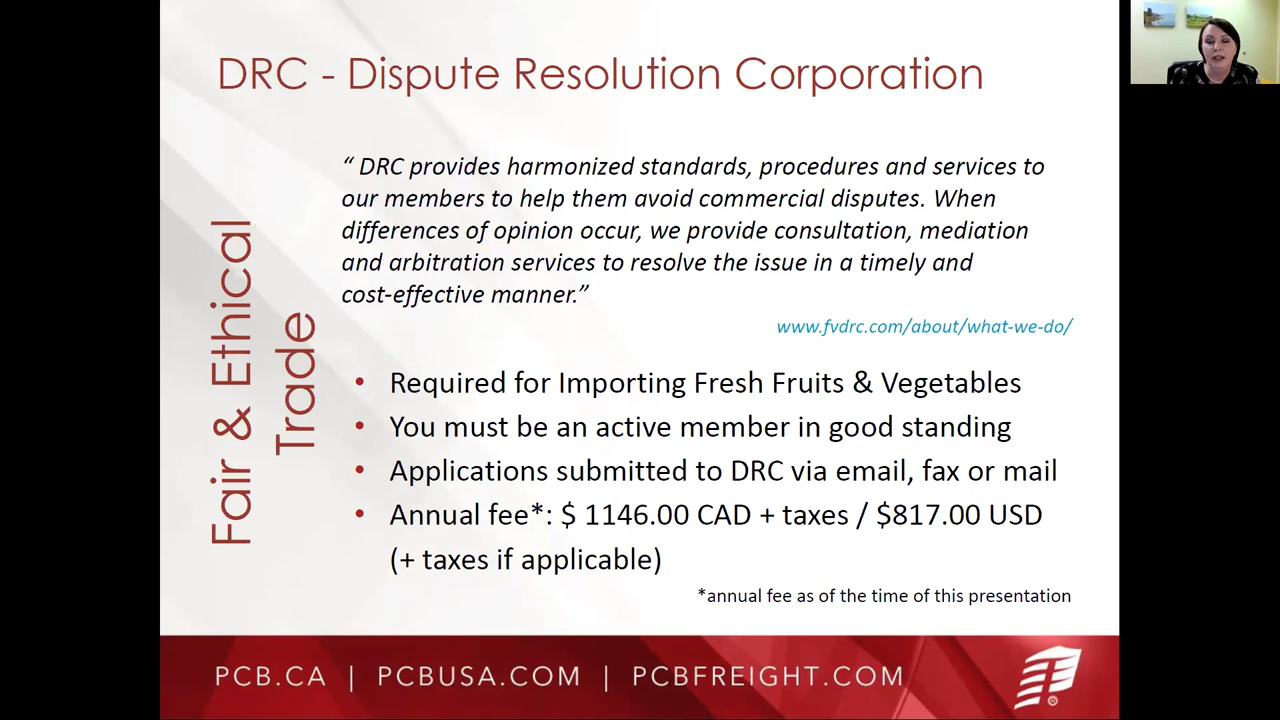 DRC - Dispute Resolution Corporation
Fair & Ethical
Trade
“ DRC provides harmonized standards, procedures and services to
our members to help them avoid commercial disputes. When
differences of opinion occur, we provide consultation, mediation
and arbitration services to resolve the issue in a timely and
cost-effective manner.”
www.fvdrc.com/about/what-we-do/
• Required for Importing Fresh Fruits & Vegetables
• You must be an active member in good standing
• Applications submitted to DRC via email, fax or mail
• Annual fee*: $ 1146.00 CAD + taxes / $817.00 USD
(+ taxes if applicable)
*annual fee as of the time of this presentation
PCB.CA | PCBUSA.COM | PCBFREIGHT.COM
®